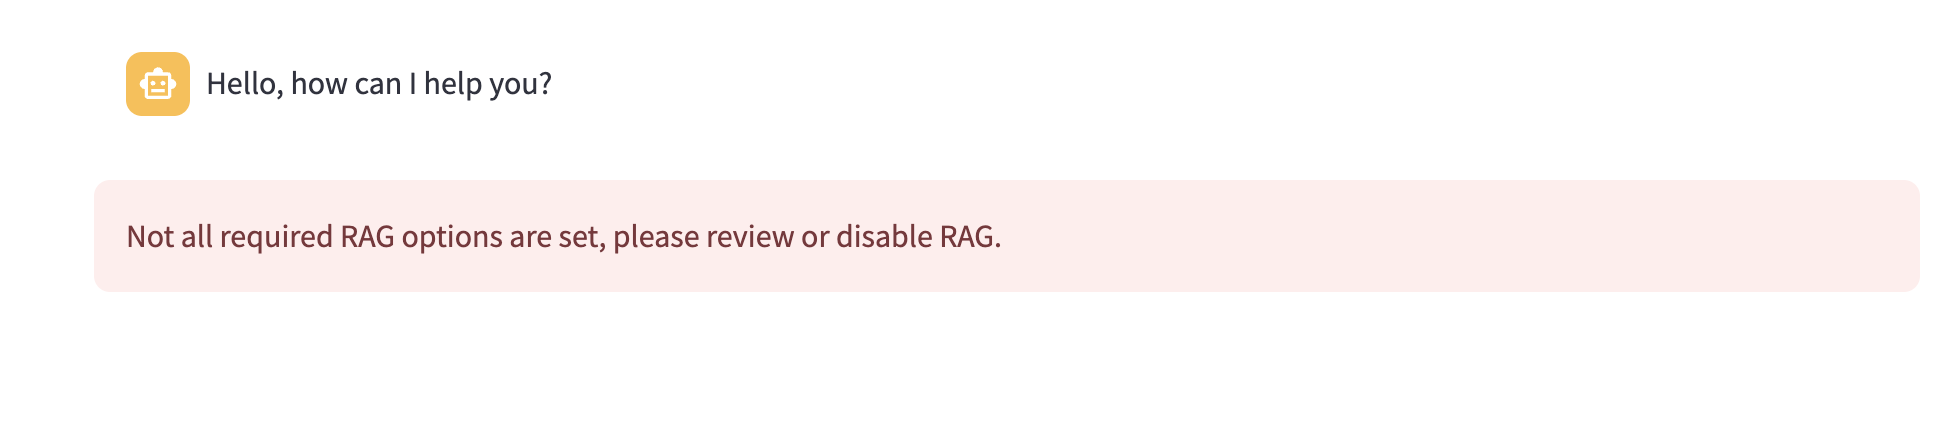 Hello, how can I help you?
Not all required RAG options are set, please review or disable RAG.